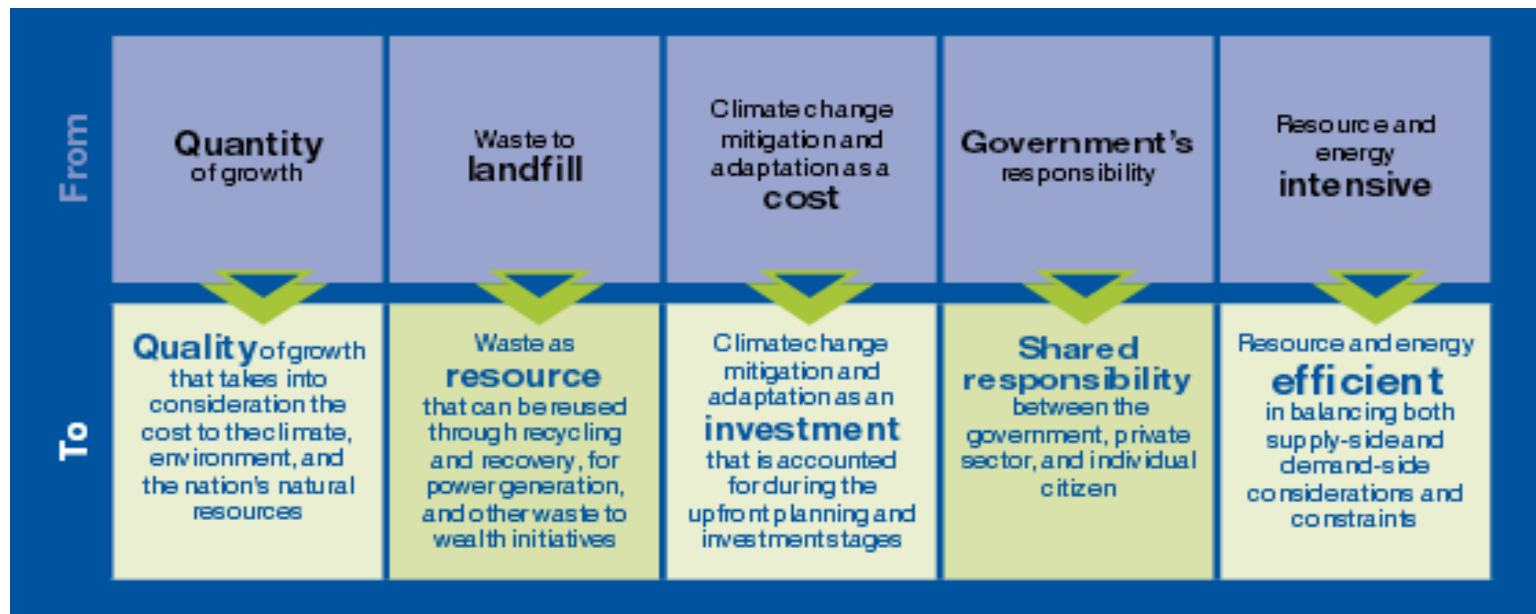 From
Quantity
of growth
Waste to
landfill
Climate change
mitigation and
adaptation as a
cost
Government's
responsibility
Resource and
energy
intensive
To
Quality of growth
that takes into
consideration the
cost to the climate,
environment, and
the nation's natural
resources
Waste as
resource
that can be reused
through recycling
and recovery, for
power generation,
and other waste to
wealth initiatives
Climate change
mitigation and
adaptation as an
investment
that is accounted
for during the
upfront planning and
investment stages
Shared
responsibility
between the
government, private
sector, and individual
citizen
Resource and energy
efficient
in balancing both
supply-side and
demand-side
considerations and
constraints